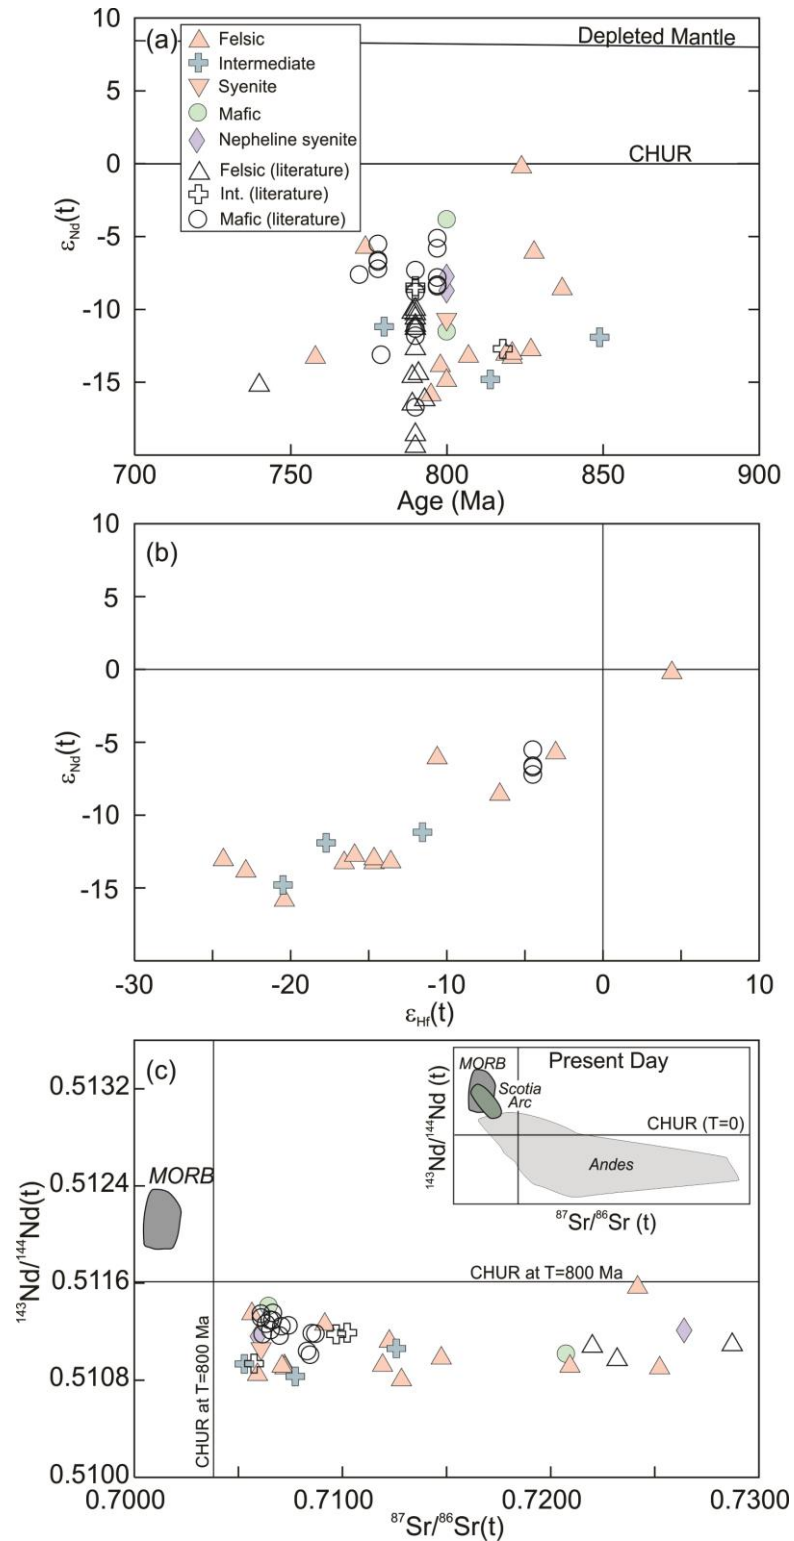 10
(a)
Felsic
Depleted Mantle
Intermediate
5
Syenite
Mafic
Nepheline syenite
CHUR
0
Felsic (literature)
Int. (literature)
Mafic (literature)
-5
εNd(t)
-10
-15
700 750 800 850 900
Age (Ma)
10
(b)
5
0
-5
εNd(t)
-10
-15
-30 -20 -10 0 10
εHf(t)
(c)
Present Day
MORB
Scotia
Arc
CHUR (T=0)
Andes
¹⁴³Nd/¹⁴⁴Nd (t)
⁸⁷Sr/⁸⁶Sr (t)
0.5132
MORB
0.5124
¹⁴³Nd/¹⁴⁴Nd(t)
CHUR at T=800 Ma
0.5116
CHUR at T=800 Ma
0.5108
0.5100
0.7000 0.7100 0.7200 0.7300
⁸⁷Sr/⁸⁶Sr(t)